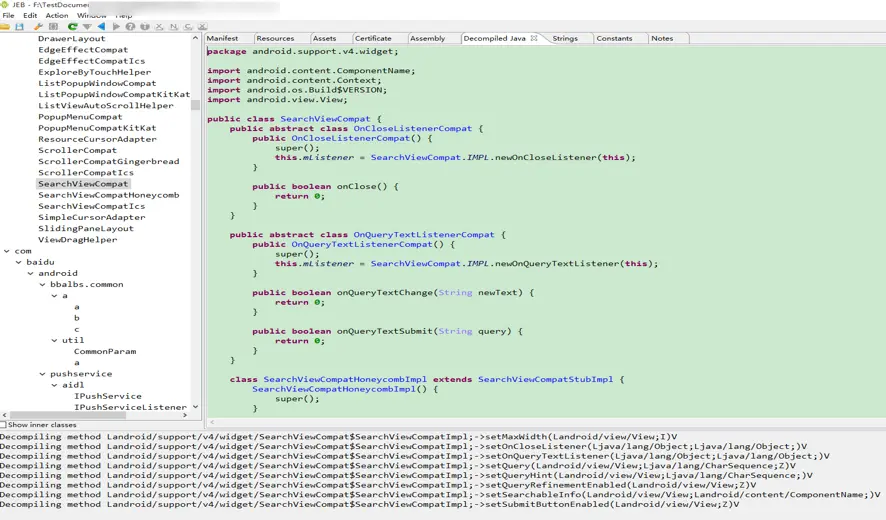 JEB - F:\TestDocumen
File Edit Action Window Help
Manifest Resources Assets Certificate Assembly Decompiled Java Strings Constants Notes
DrawerLayout
EdgeEffectCompat
EdgeEffectCompatIcs
ExploreByTouchHelper
ListPopupWindowCompat
ListPopupWindowCompatKitKat
ListViewAutoScrollHelper
PopupMenuCompat
PopupMenuCompatKitKat
ResourceCursorAdapter
ScrollerCompat
ScrollerCompatGingerbread
ScrollerCompatIcs
SearchViewCompat
SearchViewCompatHoneycomb
SearchViewCompatIcs
SimpleCursorAdapter
SlidingPaneLayout
ViewDragHelper
com
baidu
android
bbalbs.common
a
a
b
c
util
CommonParam
a
pushservice
aidl
IPushService
IPushServiceListener
Show inner classes
package android.support.v4.widget;
import android.content.ComponentName;
import android.content.Context;
import android.os.Build$VERSION;
import android.view.View;
public class SearchViewCompat {
public abstract class OnCloseListenerCompat {
public OnCloseListenerCompat() {
super();
this.mListener = SearchViewCompat.IMPL.newOnCloseListener(this);
}
public boolean onClose() {
return 0;
}
}
public abstract class OnQueryTextListenerCompat {
public OnQueryTextListenerCompat() {
super();
this.mListener = SearchViewCompat.IMPL.newOnQueryTextListener(this);
}
public boolean onQueryTextChange(String newText) {
return 0;
}
public boolean onQueryTextSubmit(String query) {
return 0;
}
}
class SearchViewCompatHoneycombImpl extends SearchViewCompatStubImpl {
SearchViewCompatHoneycombImpl() {
super();
}
Decompiling method Landroid/support/v4/widget/SearchViewCompat$SearchViewCompatImpl;->setMaxWidth(Landroid/view/View;I)V
Decompiling method Landroid/support/v4/widget/SearchViewCompat$SearchViewCompatImpl;->setOnCloseListener(Ljava/lang/Object;Ljava/lang/Object;)V
Decompiling method Landroid/support/v4/widget/SearchViewCompat$SearchViewCompatImpl;->setOnQueryTextListener(Ljava/lang/Object;Ljava/lang/Object;)V
Decompiling method Landroid/support/v4/widget/SearchViewCompat$SearchViewCompatImpl;->setQuery(Landroid/view/View;Ljava/lang/CharSequence;Z)V
Decompiling method Landroid/support/v4/widget/SearchViewCompat$SearchViewCompatImpl;->setQueryHint(Landroid/view/View;Ljava/lang/CharSequence;)V
Decompiling method Landroid/support/v4/widget/SearchViewCompat$SearchViewCompatImpl;->setQueryRefinementEnabled(Landroid/view/View;Z)V
Decompiling method Landroid/support/v4/widget/SearchViewCompat$SearchViewCompatImpl;->setSearchableInfo(Landroid/view/View;Landroid/content/ComponentName;)V
Decompiling method Landroid/support/v4/widget/SearchViewCompat$SearchViewCompatImpl;->setSubmitButtonEnabled(Landroid/view/View;Z)V